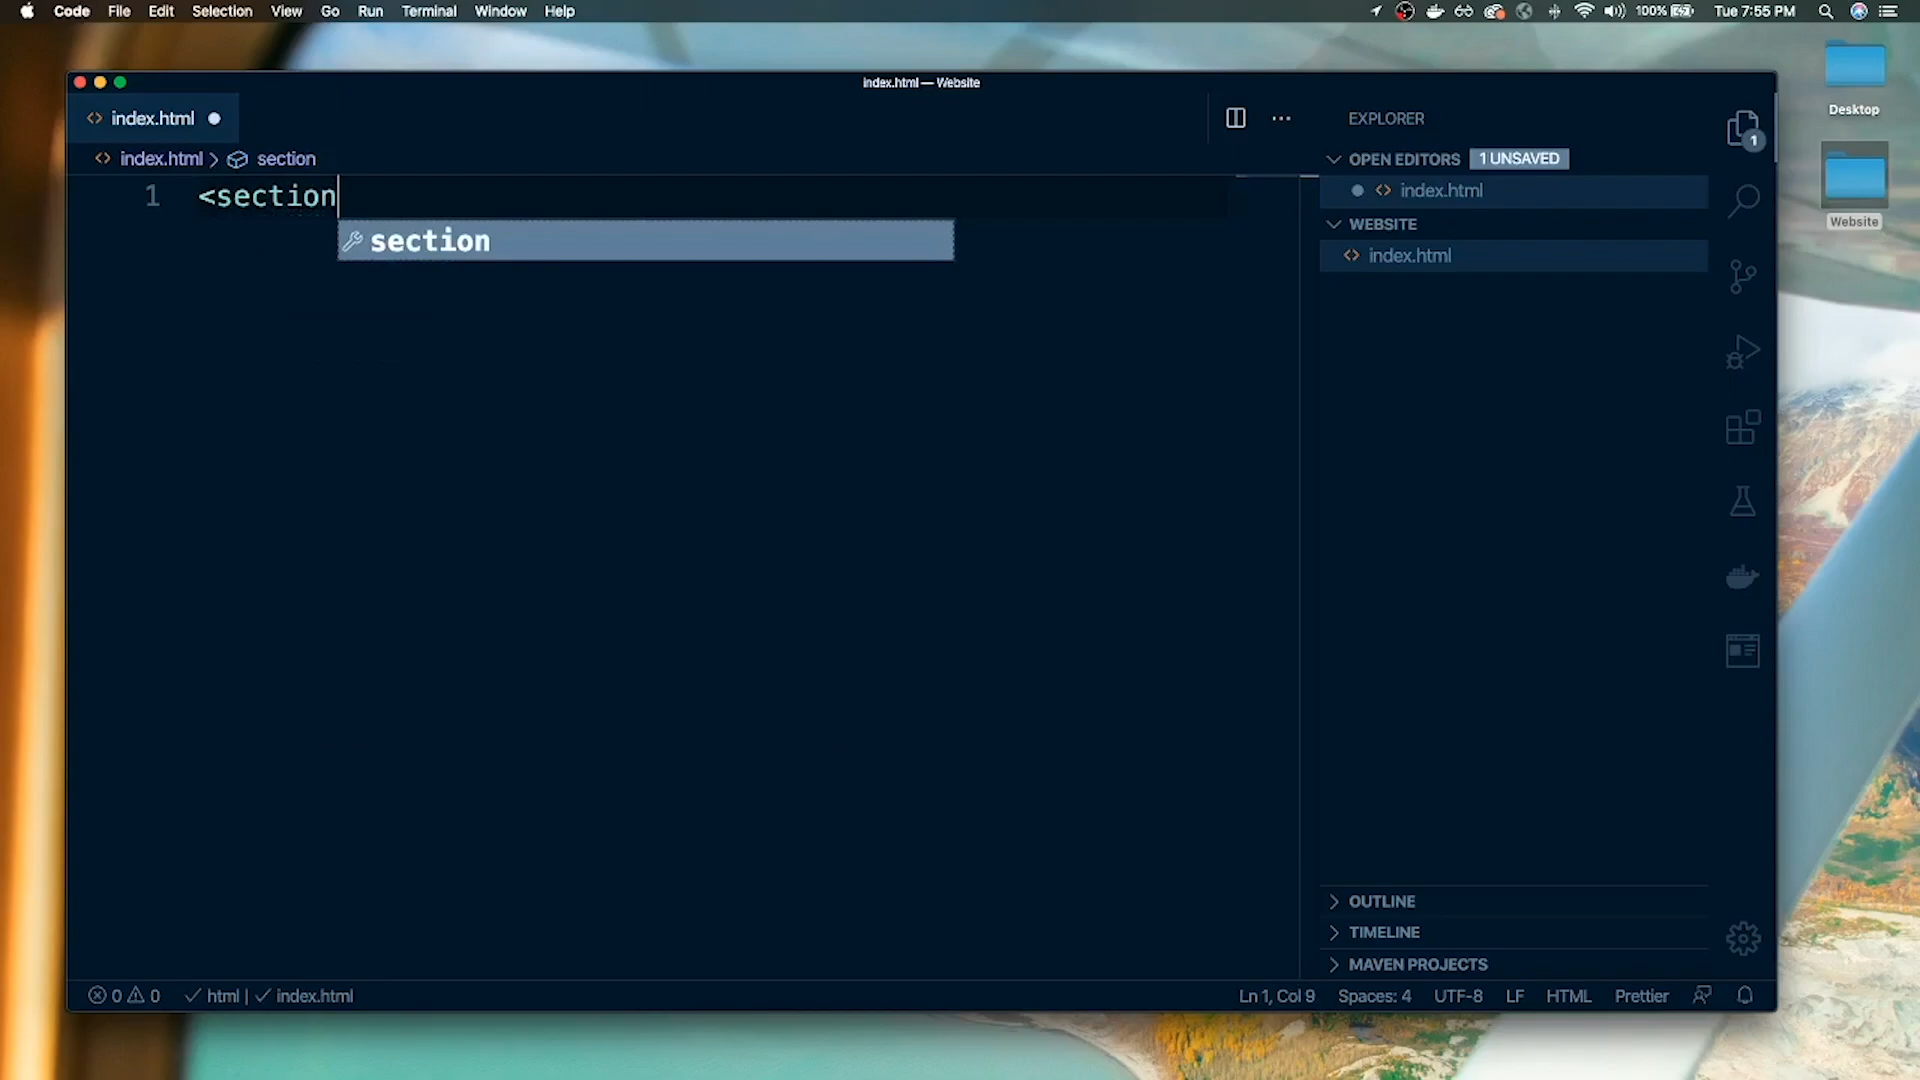 Code File Edit Selection View Go Run Terminal Window Help 100% Tue 7:55 PM
Desktop
Website
index.html — Website
index.html
index.html > section
1 <section
section
EXPLORER
1
OPEN EDITORS 1 UNSAVED
index.html
WEBSITE
index.html
OUTLINE
TIMELINE
MAVEN PROJECTS
0 0 html | index.html Ln 1, Col 9 Spaces: 4 UTF-8 LF HTML Prettier